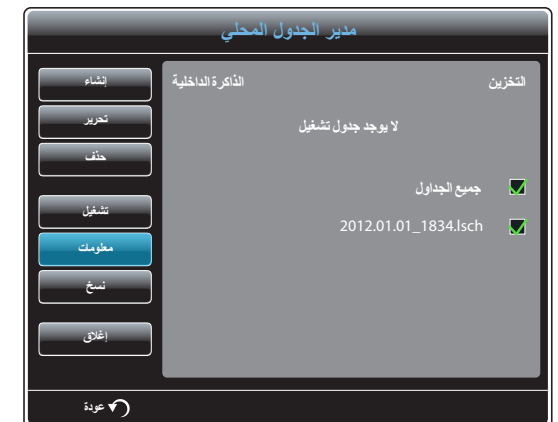 مدير الجدول المحلي
التخزين الذاكرة الداخلية
لا يوجد جدول تشغيل
جميع الجداول
2012.01.01_1834.lsch
إنشاء
تحرير
حذف
تشغيل
معلومات
نسخ
إغلاق
عودة